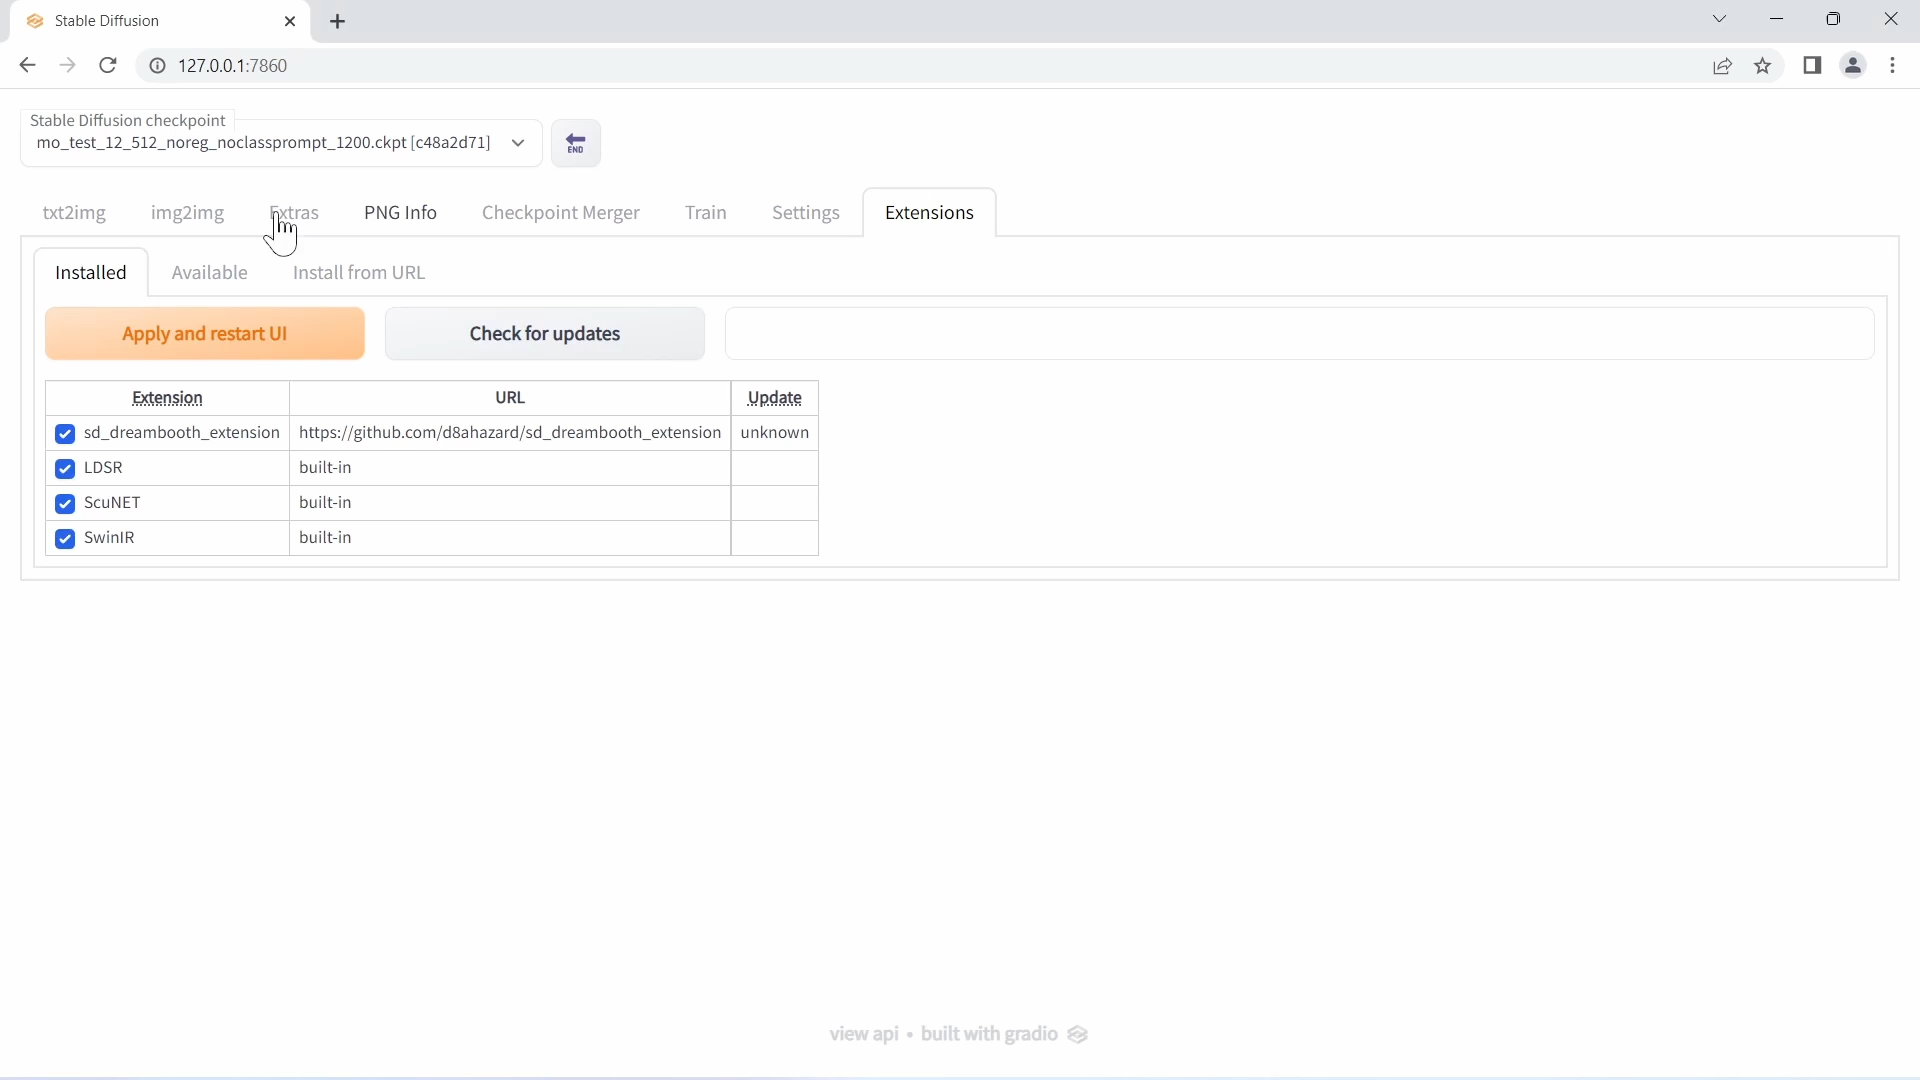 Stable Diffusion
127.0.0.1:7860
Stable Diffusion checkpoint
mo_test_12_512_noreg_noclassprompt_1200.ckpt [c48a2d71]
END
txt2img img2img Extras PNG Info Checkpoint Merger Train Settings Extensions
Installed Available Install from URL
Apply and restart UI Check for updates
Extension URL Update
sd_dreambooth_extension https://github.com/d8ahazard/sd_dreambooth_extension unknown
LDSR built-in
ScuNET built-in
SwinIR built-in
view api • built with gradio